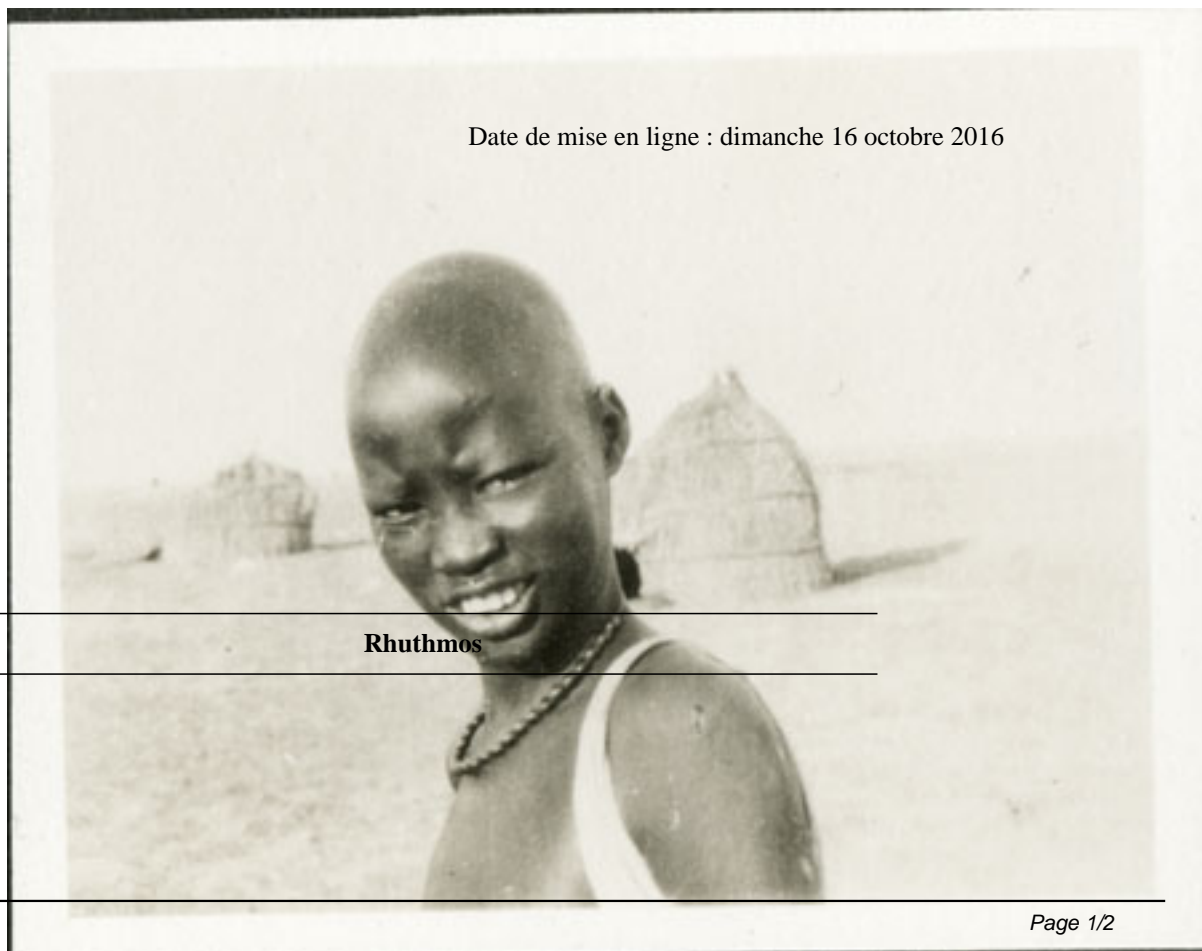 Date de mise en ligne : dimanche 16 octobre 2016
Rhuthmos
Page 1/2